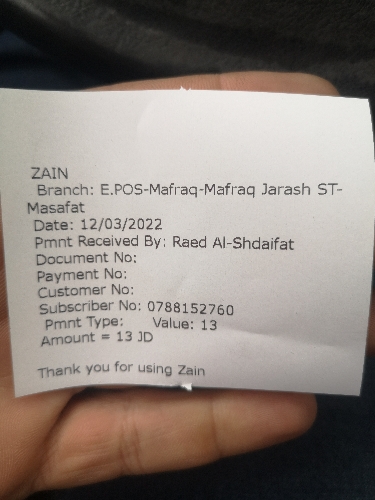 ZAIN
Branch: E.POS-Mafraq-Mafraq Jarash ST-
Masafat
Date: 12/03/2022
Pmnt Received By: Raed Al-Shdaifat
Document No:
Payment No:
Customer No:
Subscriber No: 0788152760
Pmnt Type: Value: 13
Amount = 13 JD
Thank you for using Zain